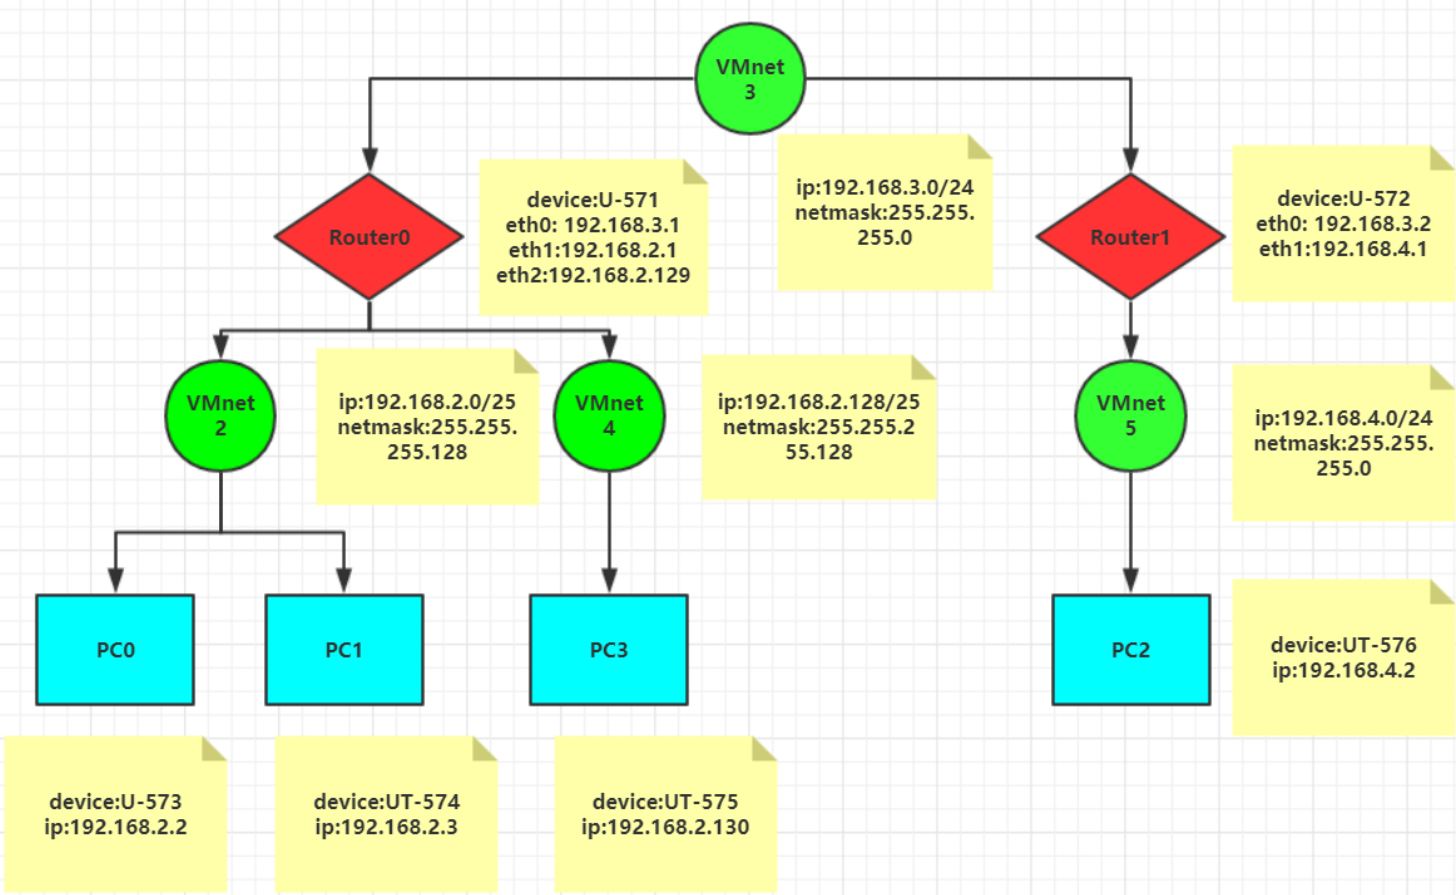 VMnet
3
Router0
device:U-571
eth0: 192.168.3.1
eth1:192.168.2.1
eth2:192.168.2.129
ip:192.168.3.0/24
netmask:255.255.
255.0
Router1
device:U-572
eth0: 192.168.3.2
eth1:192.168.4.1
VMnet
2
ip:192.168.2.0/25
netmask:255.255.
255.128
VMnet
4
ip:192.168.2.128/25
netmask:255.255.2
55.128
VMnet
5
ip:192.168.4.0/24
netmask:255.255.
255.0
PC0
PC1
PC3
PC2
device:UT-576
ip:192.168.4.2
device:U-573
ip:192.168.2.2
device:UT-574
ip:192.168.2.3
device:UT-575
ip:192.168.2.130